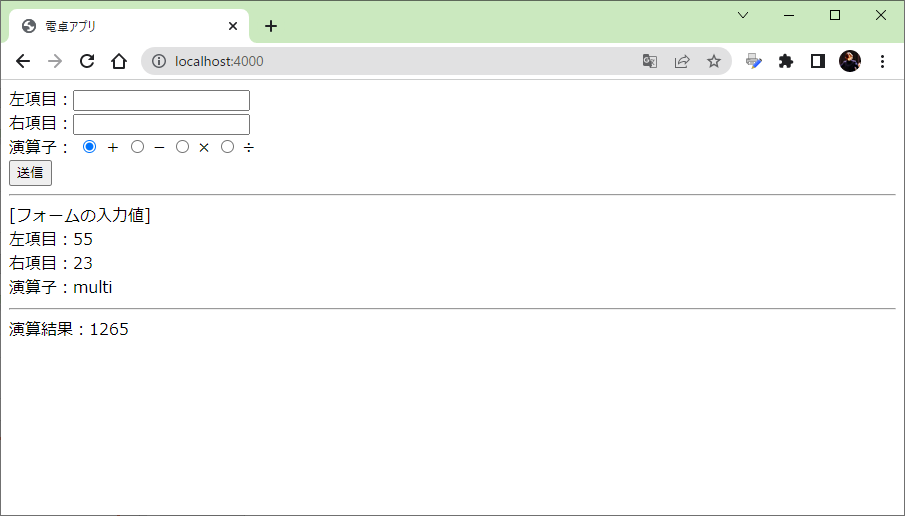 電卓アプリ
localhost:4000
左項目：
右項目：
演算子： + − × ÷
送信
[フォームの入力値]
左項目：55
右項目：23
演算子：multi
演算結果：1265